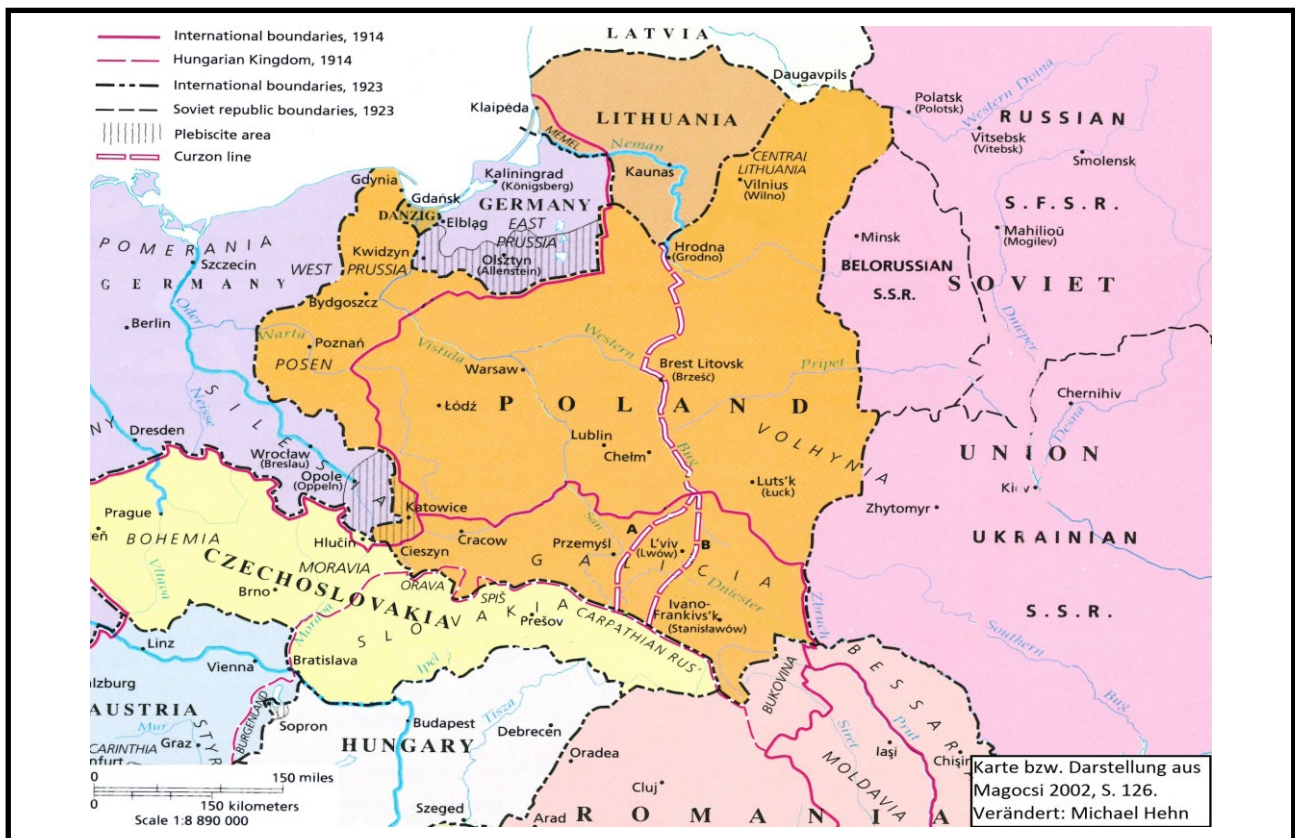 International boundaries, 1914
Hungarian Kingdom, 1914
International boundaries, 1923
Soviet republic boundaries, 1923
Plebiscite area
Curzon line
LATVIA
Daugavpils
Klaipėda
LITHUANIA
MEMEL
Neman
Kaunas
CENTRAL
LITHUANIA
Vilnius
(Wilno)
Polatsk
(Polotsk)
Western Dvina
RUSSIAN
Vitsebsk
(Vitebsk)
Smolensk
S.F.S.R.
Mahilioŭ
(Mogilev)
Minsk
BELORUSSIAN
S.S.R.
SOVIET
Dnieper
Gdynia
Gdańsk
DANZIG
Elbląg
Kaliningrad
(Königsberg)
GERMANY
EAST
PRUSSIA
Olsztyn
(Allenstein)
Kwidzyn
WEST
PRUSSIA
Hrodna
(Grodno)
POMERANIA
Szczecin
GERMANY
Oder
Berlin
Bydgoszcz
Warta
Poznań
POSEN
Vistula
Western
Warsaw
Brest Litovsk
(Brześć)
Pripet
Chernihiv
Desna
Łódź
POLAND
Neisse
SILESIA
NY
Dresden
Wrocław
(Breslau)
Opole
(Oppeln)
Lublin
Chełm
Bug
VOLHYNIA
Luts'k
(Łuck)
UNION
Zhytomyr
UKRAINIAN
S.S.R.
Prague
BOHEMIA
Vltava
Hlučín
Katowice
Cieszyn
Cracow
San
Przemyśl
A
L'viv
(Lwów)
B
GALICIA
Dniester
MORAVIA
CZECHOSLOVAKIA
Brno
ORAVA
SPIŠ
Morava
SLOVAKIA
Prešov
CARPATHIAN RUS'
Ivano-
Frankivs'k
(Stanisławów)
Zbruch
Southern
Bug
Linz
Vienna
Bratislava
Ipel
alzburg
AUSTRIA
Mur
STYR
CARINTHIA
Graz
nfurt
BURGENLAND
Sopron
Budapest
HUNGARY
Tisza
Debrecen
Szeged
BUKOVINA
BESSAR
Prut
Siret
Iaşi
MOLDAVIA
Oradea
Cluj
Arad
ROMANIA
0
150 miles
0
150 kilometers
Scale 1:8 890 000
Karte bzw. Darstellung aus
Magocsi 2002, S. 126.
Verändert: Michael Hehn